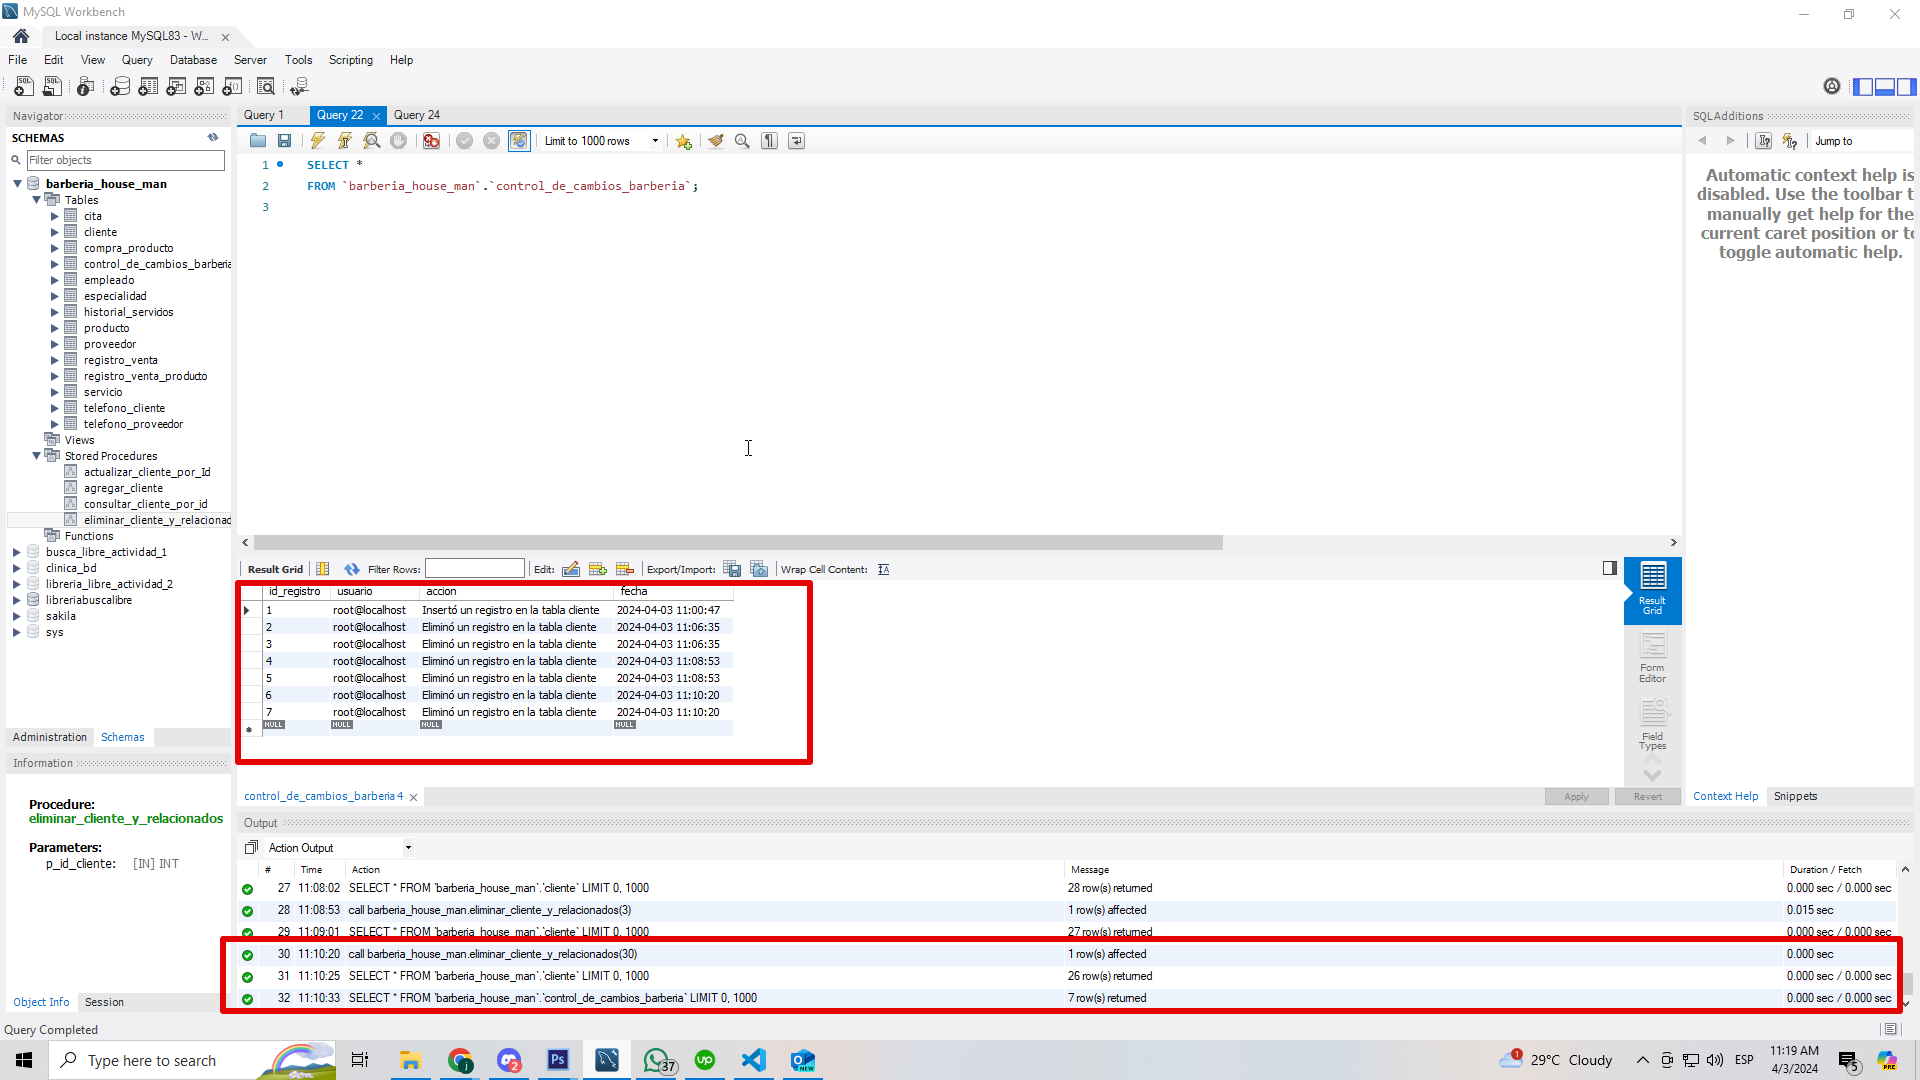 MySQL Workbench
Local instance MySQL83 - W... ×
File Edit View Query Database Server Tools Scripting Help
Navigator
SCHEMAS
Filter objects
barberia_house_man
Tables
cita
cliente
compra_producto
control_de_cambios_barberia
empleado
especialidad
historial_servicios
producto
proveedor
registro_venta
registro_venta_producto
servicio
telefono_cliente
telefono_proveedor
Views
Stored Procedures
actualizar_cliente_por_Id
agregar_cliente
consultar_cliente_por_id
eliminar_cliente_y_relacionad
Functions
busca_libre_actividad_1
clinica_bd
libreria_libre_actividad_2
libreriabuscalibre
sakila
sys
Administration Schemas
Information
Procedure:
eliminar_cliente_y_relacionados
Parameters:
p_id_cliente: [IN] INT
Object Info Session
Query 1 Query 22 × Query 24
Limit to 1000 rows
1 SELECT *
2 FROM `barberia_house_man`.`control_de_cambios_barberia`;
3
Result Grid Filter Rows: Edit: Export/Import: Wrap Cell Content:
id_registro usuario accion fecha
1 root@localhost Insertó un registro en la tabla cliente 2024-04-03 11:00:47
2 root@localhost Eliminó un registro en la tabla cliente 2024-04-03 11:06:35
3 root@localhost Eliminó un registro en la tabla cliente 2024-04-03 11:06:35
4 root@localhost Eliminó un registro en la tabla cliente 2024-04-03 11:08:53
5 root@localhost Eliminó un registro en la tabla cliente 2024-04-03 11:08:53
6 root@localhost Eliminó un registro en la tabla cliente 2024-04-03 11:10:20
7 root@localhost Eliminó un registro en la tabla cliente 2024-04-03 11:10:20
NULL NULL NULL NULL
Result
Grid
Form
Editor
Field
Types
control_de_cambios_barberia 4 ×
Apply Revert
SQLAdditions
Jump to
Automatic context help is
disabled. Use the toolbar t
manually get help for the
current caret position or to
toggle automatic help.
Context Help Snippets
Output
Action Output
# Time Action Message Duration / Fetch
27 11:08:02 SELECT * FROM `barberia_house_man`.`cliente` LIMIT 0, 1000 28 row(s) returned 0.000 sec / 0.000 sec
28 11:08:53 call barberia_house_man.eliminar_cliente_y_relacionados(3) 1 row(s) affected 0.015 sec
29 11:09:01 SELECT * FROM `barberia_house_man`.`cliente` LIMIT 0, 1000 27 row(s) returned 0.000 sec / 0.000 sec
30 11:10:20 call barberia_house_man.eliminar_cliente_y_relacionados(30) 1 row(s) affected 0.000 sec
31 11:10:25 SELECT * FROM `barberia_house_man`.`cliente` LIMIT 0, 1000 26 row(s) returned 0.000 sec / 0.000 sec
32 11:10:33 SELECT * FROM `barberia_house_man`.`control_de_cambios_barberia` LIMIT 0, 1000 7 row(s) returned 0.000 sec / 0.000 sec
Query Completed
Type here to search
Ps
2
37
up
NEW
1
29°C Cloudy
ESP
11:19 AM
4/3/2024
5
PRE